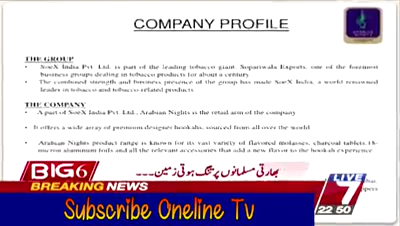 COMPANY PROFILE
THE GROUP
SoeX India Pvt. Ltd. is part of the leading tobacco giant, Sopariwala Exports, one of the foremost
business groups dealing in tobacco products for about a century
The combined strength and business presence of the group has made SoeX India, a world renowned
leader in tobacco and tobacco related products
THE COMPANY
A part of SoeX India Pvt. Ltd., Arabian Nights is the retail arm of the company
It offers a wide array of premium designer hookahs, sourced from all over the world
Arabian Nights product range is known for its vast variety of flavored molasses, charcoal tablets,
micron aluminum foils and all the relevant accessories that add a new flavor to the hookah experience
BIG6
BREAKING NEWS
بھارتی مسلمانوں پر تنگ ہوتی زمین۔۔۔
LIVE
7
22 50
Subscribe Oneline Tv